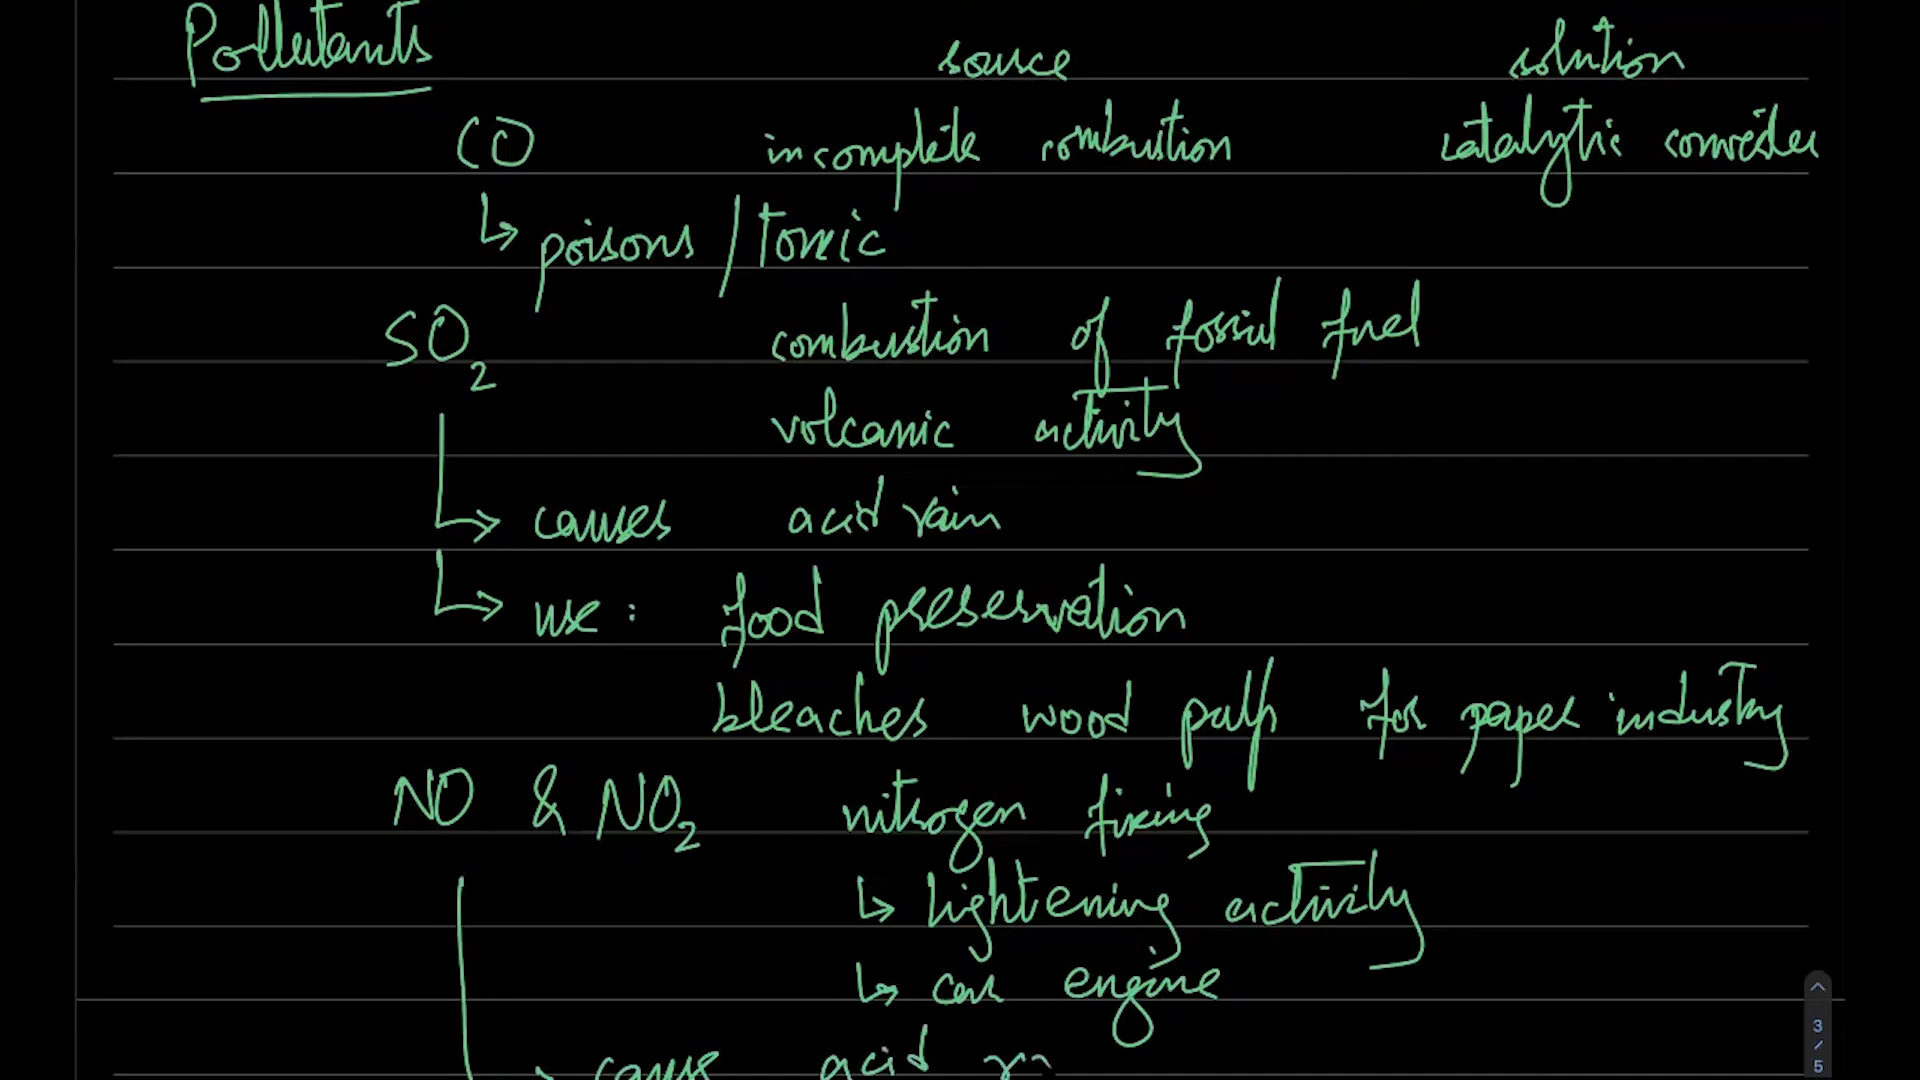 Pollutants source solution
CO incomplete combustion catalytic converter
↳ poisons / toxic
SO2 combustion of fossil fuel
volcanic activity
↳ causes acid rain
↳ use: food preservation
bleaches wood pulp for paper industry
NO & NO2 nitrogen fixing
↳ lightening activity
↳ car engine
cause acid
3
/
5